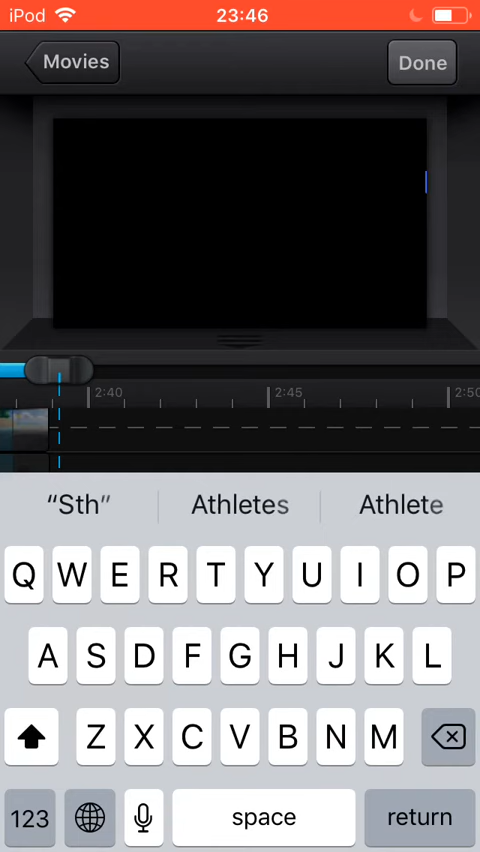 iPod 23:46
Movies Done
2:40 2:45 2:50
“Sth” Athletes Athlete
Q W E R T Y U I O P
A S D F G H J K L
Z X C V B N M
123 space return